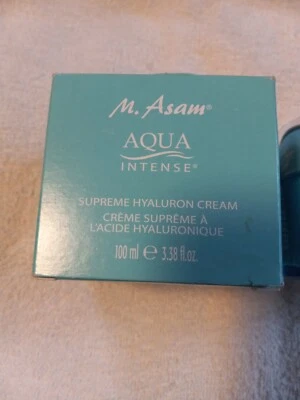 M. Asam®
AQUA
INTENSE®
SUPREME HYALURON CREAM
CRÈME SUPRÊME À
L'ACIDE HYALURONIQUE
100 ml ℮ 3.38 fl.oz.